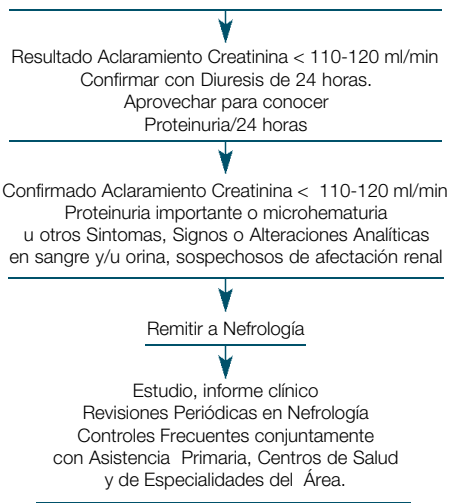 Resultado Aclaramiento Creatinina < 110-120 ml/min
Confirmar con Diuresis de 24 horas.
Aprovechar para conocer
Proteinuria/24 horas
Confirmado Aclaramiento Creatinina < 110-120 ml/min
Proteinuria importante o microhematuria
u otros Sintomas, Signos o Alteraciones Analíticas
en sangre y/u orina, sospechosos de afectación renal
Remitir a Nefrología
Estudio, informe clínico
Revisiones Periódicas en Nefrología
Controles Frecuentes conjuntamente
con Asistencia Primaria, Centros de Salud
y de Especialidades del Área.